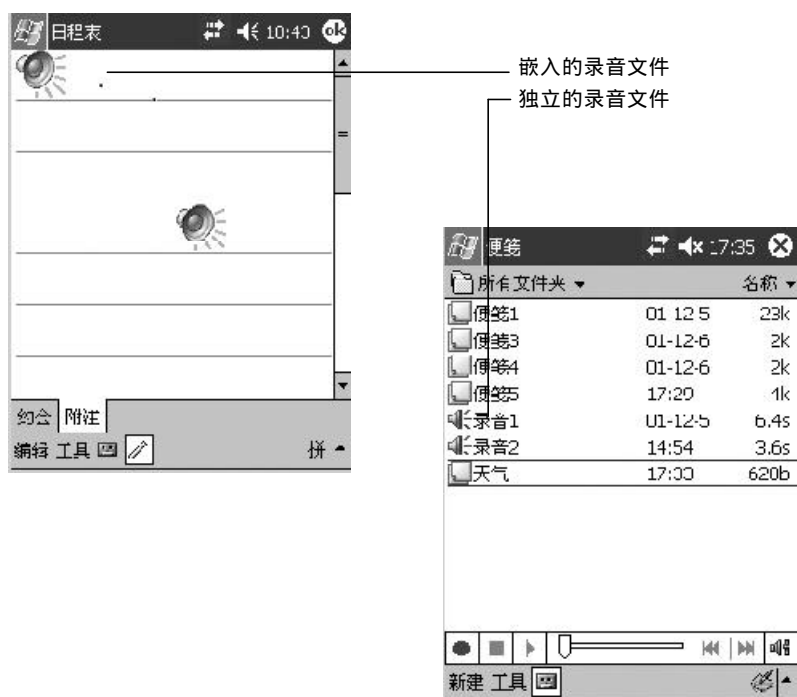 日程表 10:40 ok
嵌入的录音文件
独立的录音文件
约会 附注
编辑 工具 拼
便笺 17:35
所有文件夹 名称
便笺1 01-12-5 23k
便笺3 01-12-6 2k
便笺4 01-12-6 2k
便笺5 17:20 4k
录音1 01-12-5 6.4s
录音2 14:54 3.6s
天气 620b
新建 工具